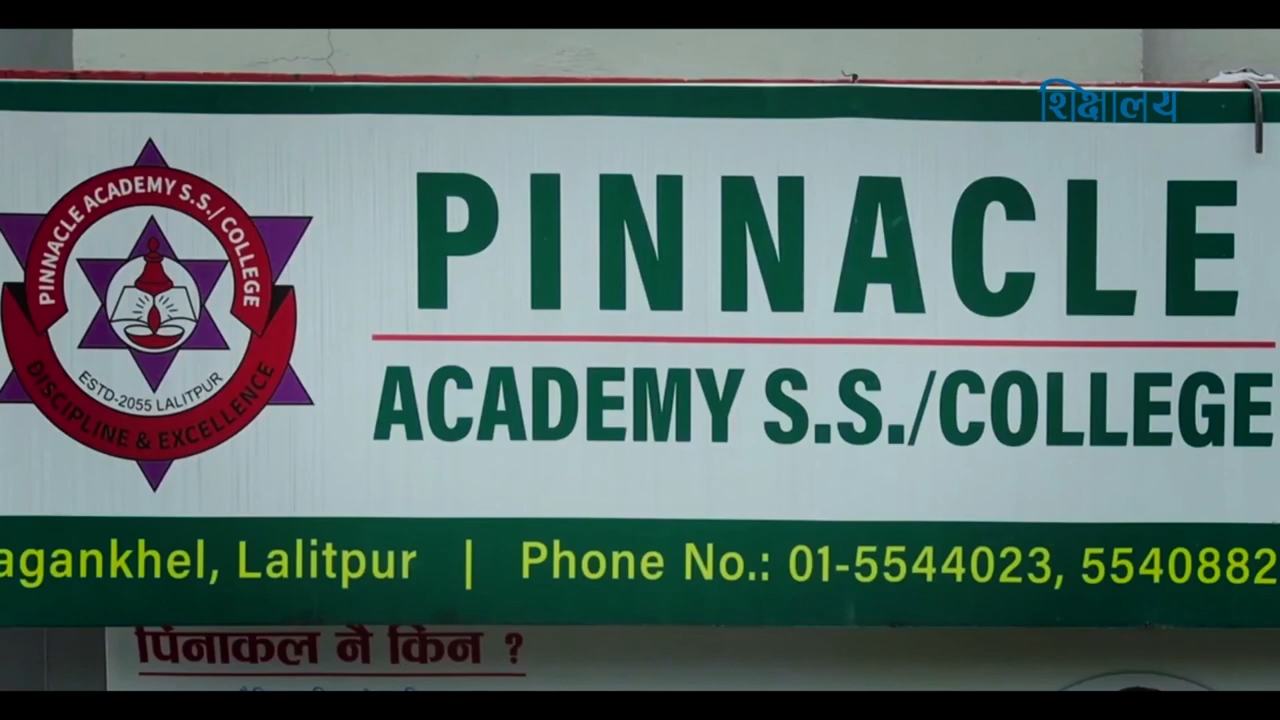 शिक्षालय
PINNACLE ACADEMY S.S./ COLLEGE
ESTD-2055 LALITPUR
DISCIPLINE & EXCELLENCE
PINNACLE
ACADEMY S.S./COLLEGE
agankhel, Lalitpur | Phone No.: 01-5544023, 5540882
पिनाकल नै किन ?